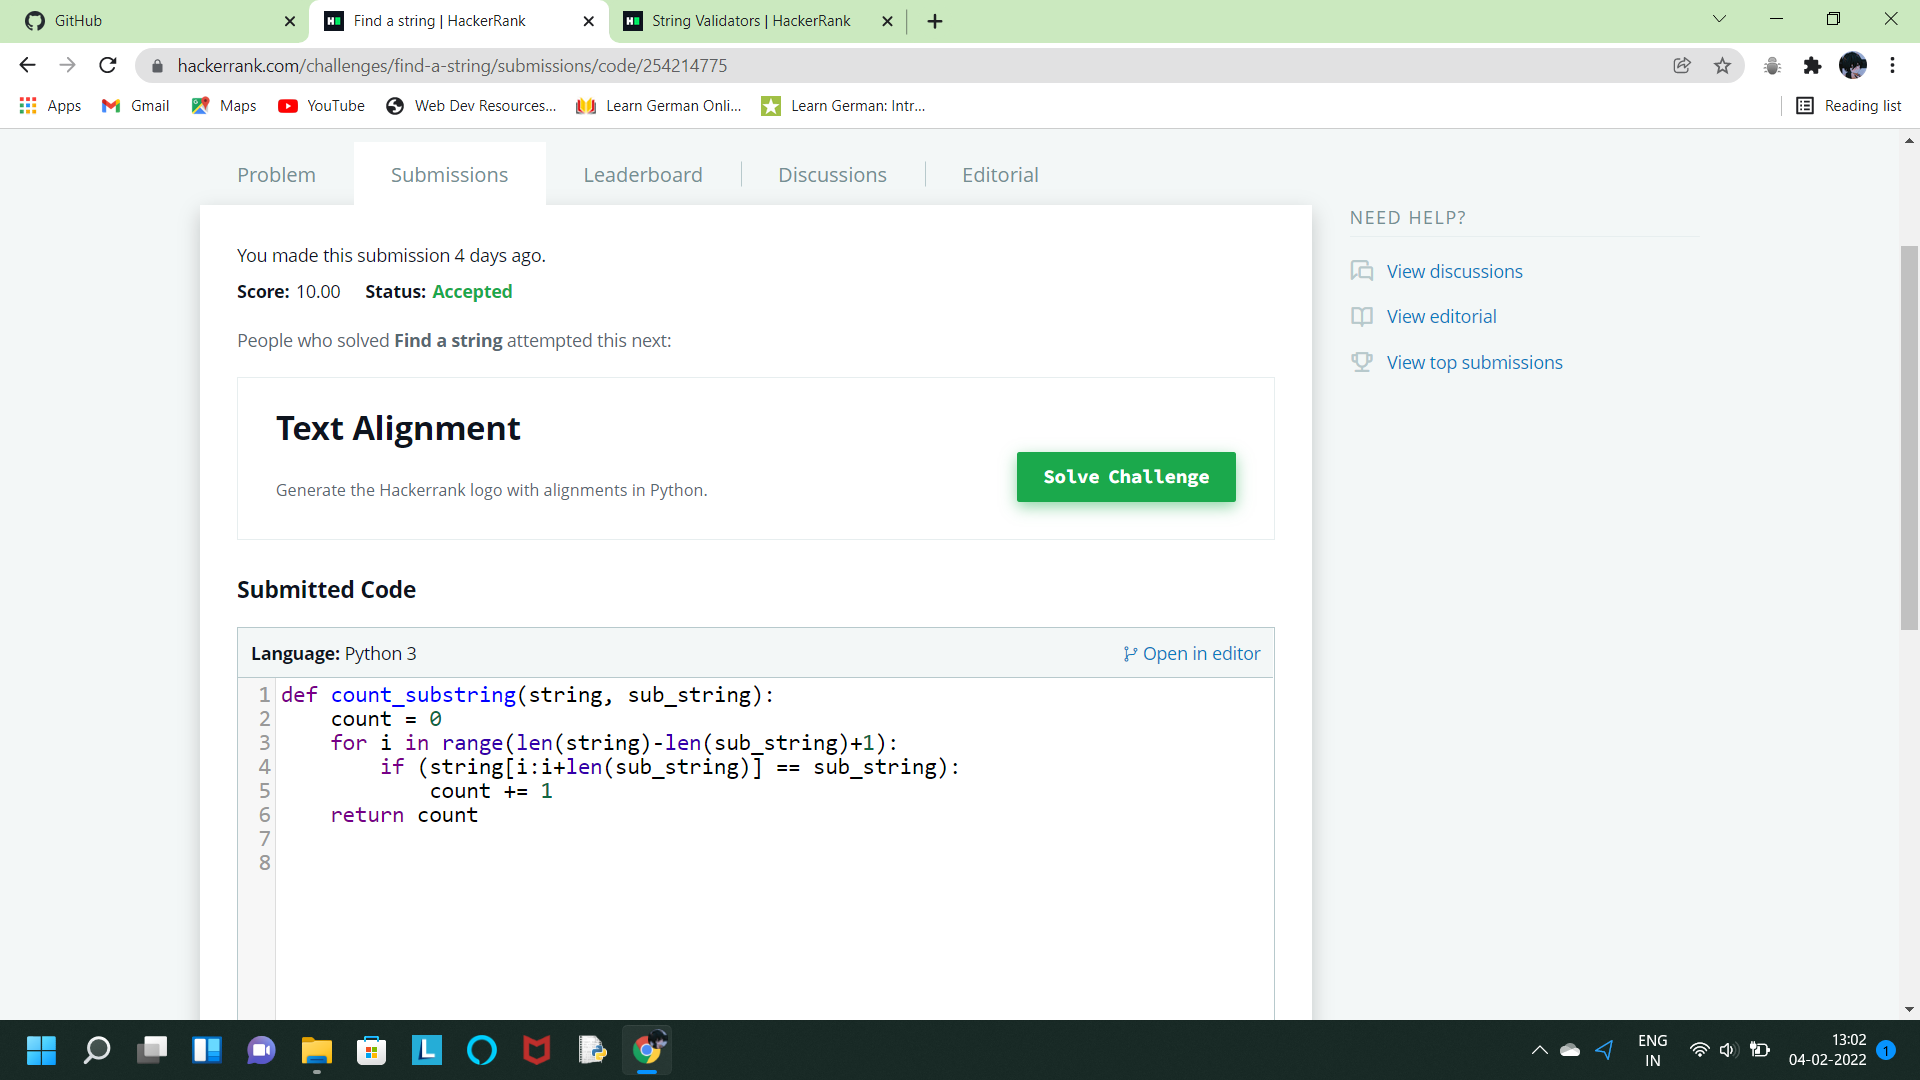 GitHub
Find a string | HackerRank
String Validators | HackerRank
hackerrank.com/challenges/find-a-string/submissions/code/254214775
Apps Gmail Maps YouTube Web Dev Resources... Learn German Onli... Learn German: Intr... Reading list
Problem Submissions Leaderboard Discussions Editorial
You made this submission 4 days ago.
Score: 10.00 Status: Accepted
People who solved Find a string attempted this next:
Text Alignment
Generate the Hackerrank logo with alignments in Python.
Solve Challenge
NEED HELP?
View discussions
View editorial
View top submissions
Submitted Code
Language: Python 3 Open in editor
1 def count_substring(string, sub_string):
2     count = 0
3     for i in range(len(string)-len(sub_string)+1):
4         if (string[i:i+len(sub_string)] == sub_string):
5             count += 1
6     return count
7
8
L
ENG
IN
13:02
04-02-2022
1